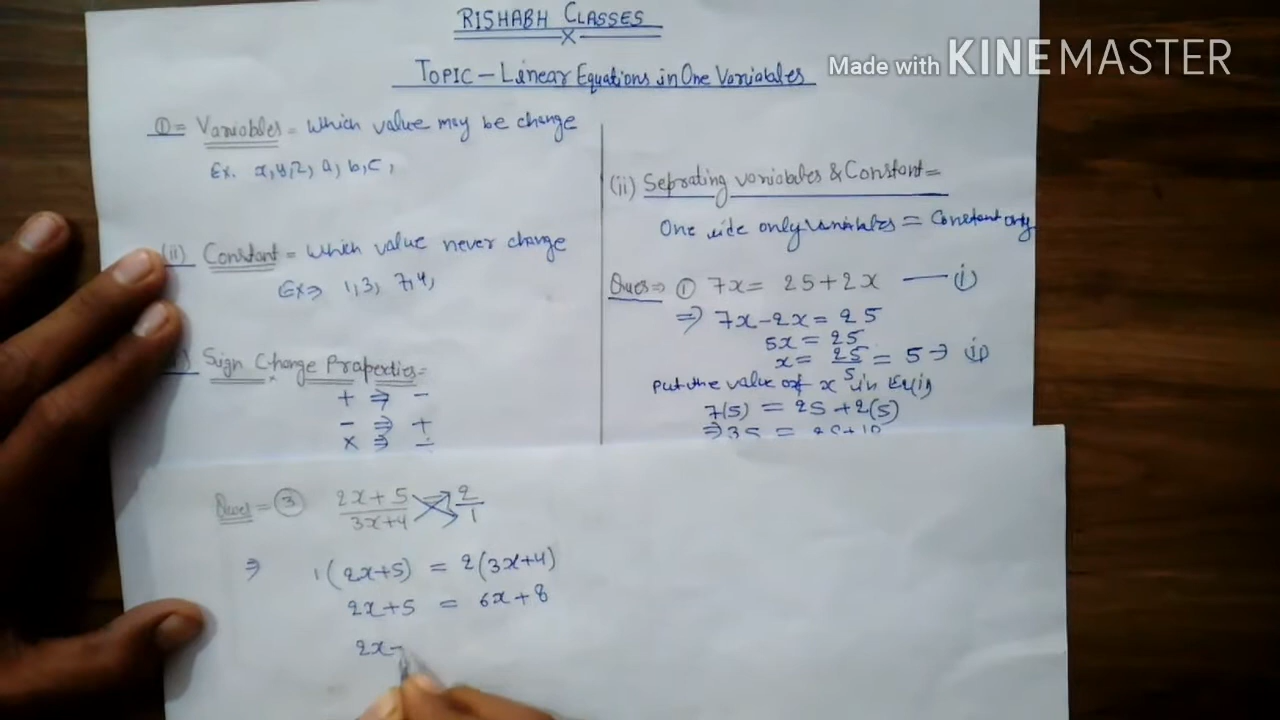 RISHABH CLASSES
TOPIC - Linear Equations in One Variables
Made with KINEMASTER
① = Variables = which value may be change
Ex. x, y, z, a, b, c,
(ii) Constant = which value never change
Ex ⇒ 1, 3, 7, 4,
Sign Change Properties =
+ ⇒ -
- ⇒ +
× ⇒ ÷
(ii) Seprating variables & Constant =
One side only variables = Constant only
Ques ⇒ ① 7x = 25 + 2x — (i)
⇒ 7x - 2x = 25
5x = 25
x = 25/5 = 5 → (ii)
Put the value of x in Eq (i)
7(5) = 25 + 2(5)
⇒ 35 = 25 + 10
Ques = ③ (2x + 5)/(3x + 4) = 2/1
⇒ 1(2x+5) = 2(3x+4)
2x+5 = 6x+8
2x-